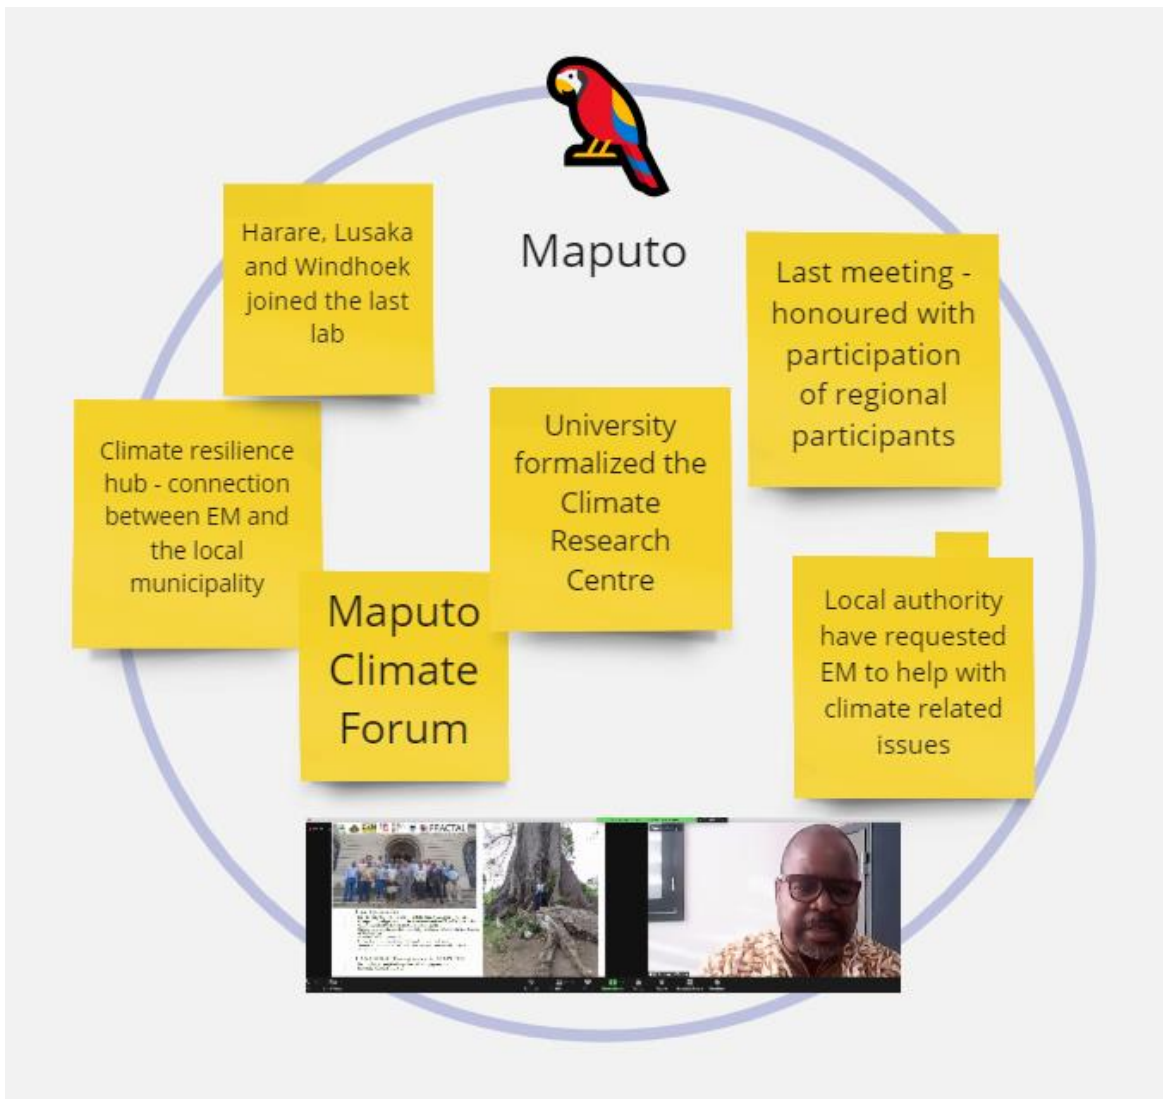 Maputo
Harare, Lusaka
and Windhoek
joined the last
lab
Last meeting -
honoured with
participation
of regional
participants
Climate resilience
hub - connection
between EM and
the local
municipality
University
formalized the
Climate
Research
Centre
Maputo
Climate
Forum
Local authority
have requested
EM to help with
climate related
issues
FRACTAL